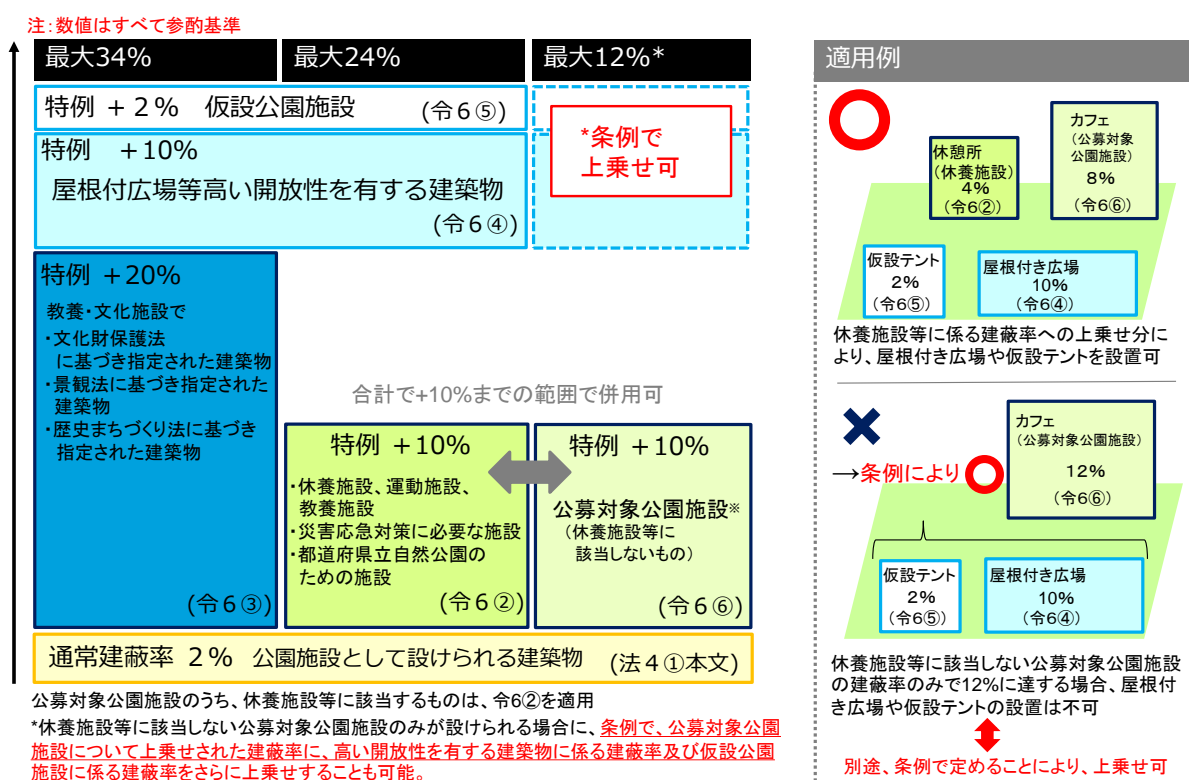 注：数値はすべて参酌基準
最大34%
最大24%
最大12%*
特例 ＋２％　仮設公園施設　(令６⑤)
特例　＋10%
屋根付広場等高い開放性を有する建築物
(令６④)
*条例で
上乗せ可
特例 ＋20%
教養・文化施設で
・文化財保護法
に基づき指定された建築物
・景観法に基づき指定された
建築物
・歴史まちづくり法に基づき
指定された建築物
(令６③)
合計で+10%までの範囲で併用可
特例 ＋10%
・休養施設、運動施設、
教養施設
・災害応急対策に必要な施設
・都道府県立自然公園の
ための施設
(令６②)
特例 ＋10%
公募対象公園施設※
（休養施設等に
該当しないもの）
(令６⑥)
通常建蔽率 ２％　公園施設として設けられる建築物　(法４①本文)
公募対象公園施設のうち、休養施設等に該当するものは、令６②を適用
*休養施設等に該当しない公募対象公園施設のみが設けられる場合に、条例で、公募対象公園
施設について上乗せされた建蔽率に、高い開放性を有する建築物に係る建蔽率及び仮設公園
施設に係る建蔽率をさらに上乗せすることも可能。
適用例
休憩所
（休養施設）
４％
（令６②）
カフェ
（公募対象
公園施設）
８％
（令６⑥）
仮設テント
２％
（令６⑤）
屋根付き広場
10％
（令６④）
休養施設等に係る建蔽率への上乗せ分に
より、屋根付き広場や仮設テントを設置可
→条例により
カフェ
（公募対象公園施設）
12％
（令６⑥）
仮設テント
２％
（令６⑤）
屋根付き広場
10％
（令６④）
休養施設等に該当しない公募対象公園施設
の建蔽率のみで12％に達する場合、屋根付
き広場や仮設テントの設置は不可
別途、条例で定めることにより、上乗せ可